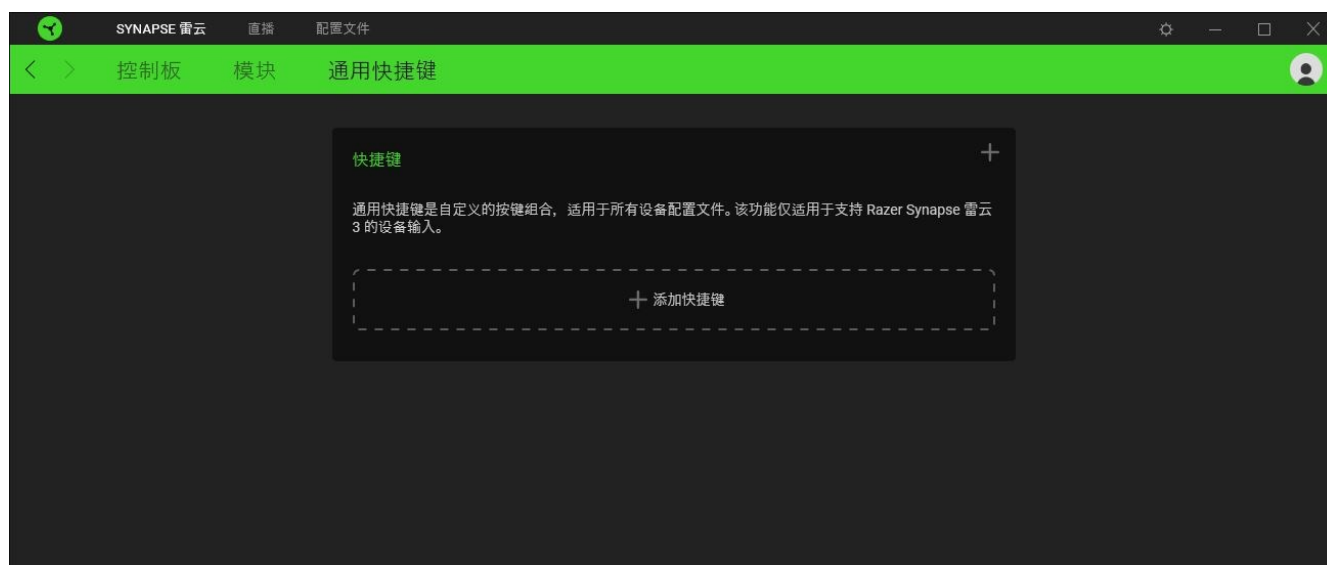 SYNAPSE 雷云 直播 配置文件
控制板 模块 通用快捷键
快捷键
通用快捷键是自定义的按键组合，适用于所有设备配置文件。该功能仅适用于支持 Razer Synapse 雷云
3 的设备输入。
添加快捷键